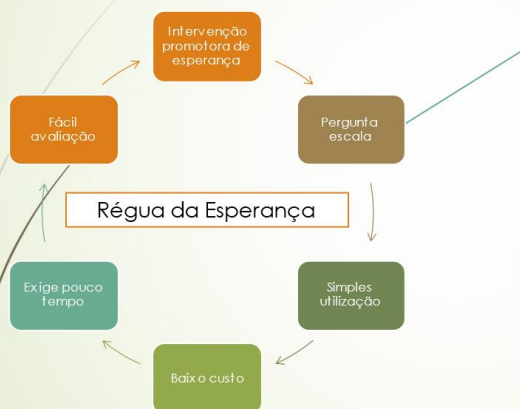 Intervenção
promotora de
esperança
Pergunta
escala
Simples
utilização
Baixo custo
Exige pouco
tempo
Fácil
avaliação
Régua da Esperança